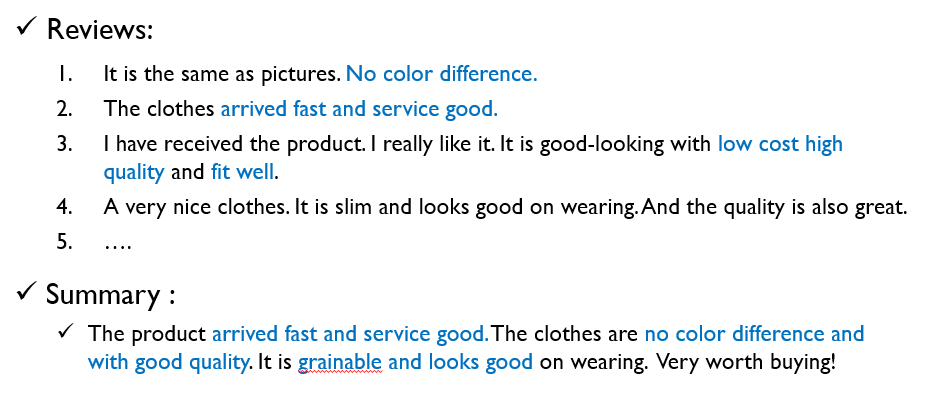 ✓ Reviews:
1. It is the same as pictures. No color difference.
2. The clothes arrived fast and service good.
3. I have received the product. I really like it. It is good-looking with low cost high
quality and fit well.
4. A very nice clothes. It is slim and looks good on wearing. And the quality is also great.
5. ….
✓ Summary :
✓ The product arrived fast and service good. The clothes are no color difference and
with good quality. It is grainable and looks good on wearing. Very worth buying!